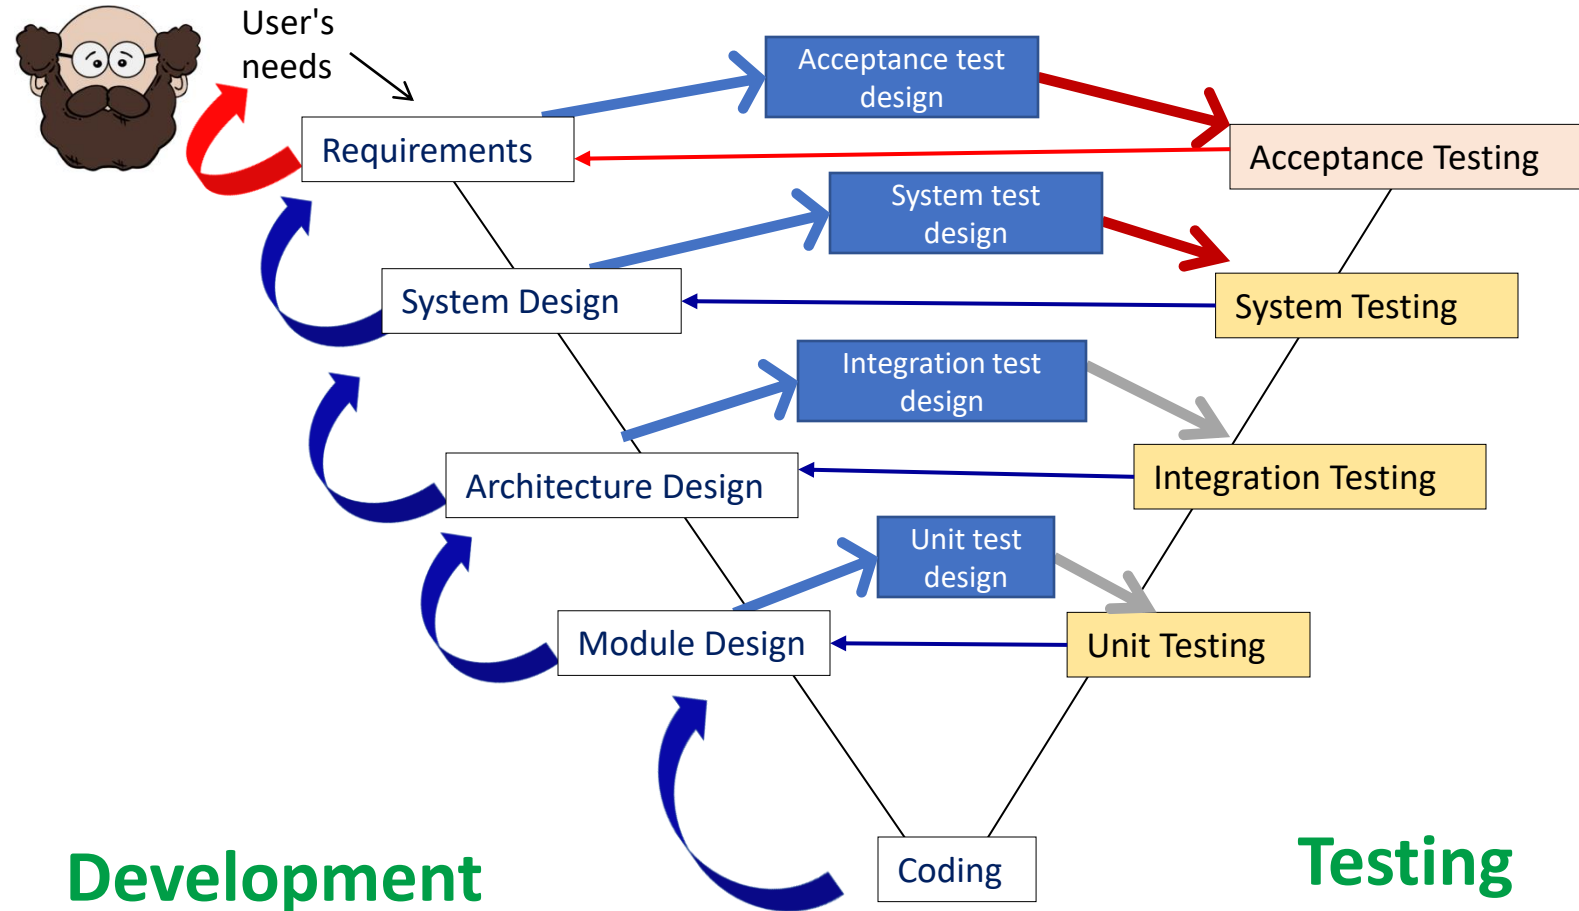 User's
needs
Acceptance test
design
Requirements
Acceptance Testing
System test
design
System Design
System Testing
Integration test
design
Architecture Design
Integration Testing
Unit test
design
Module Design
Unit Testing
Coding
Development
Testing